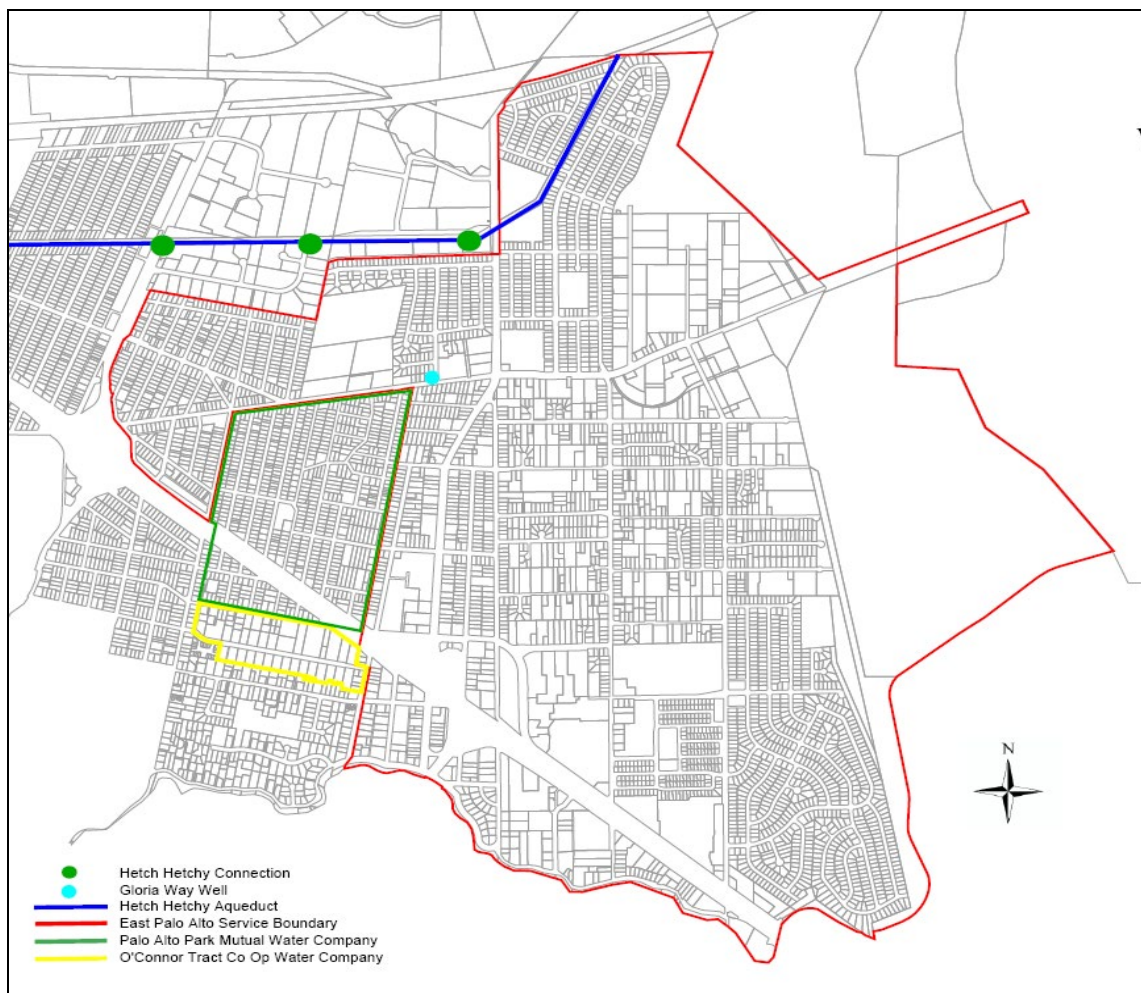 N
Hetch Hetchy Connection
Gloria Way Well
Hetch Hetchy Aqueduct
East Palo Alto Service Boundary
Palo Alto Park Mutual Water Company
O'Connor Tract Co Op Water Company